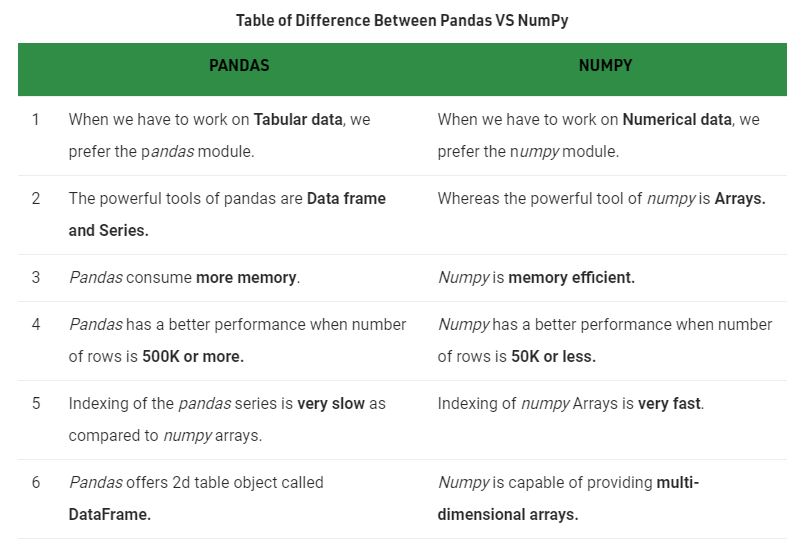 Table of Difference Between Pandas VS NumPy
PANDAS NUMPY
1 When we have to work on Tabular data, we When we have to work on Numerical data, we
prefer the pandas module. prefer the numpy module.
2 The powerful tools of pandas are Data frame Whereas the powerful tool of numpy is Arrays.
and Series.
3 Pandas consume more memory. Numpy is memory efficient.
4 Pandas has a better performance when number Numpy has a better performance when number
of rows is 500K or more. of rows is 50K or less.
5 Indexing of the pandas series is very slow as Indexing of numpy Arrays is very fast.
compared to numpy arrays.
6 Pandas offers 2d table object called Numpy is capable of providing multi-
DataFrame. dimensional arrays.